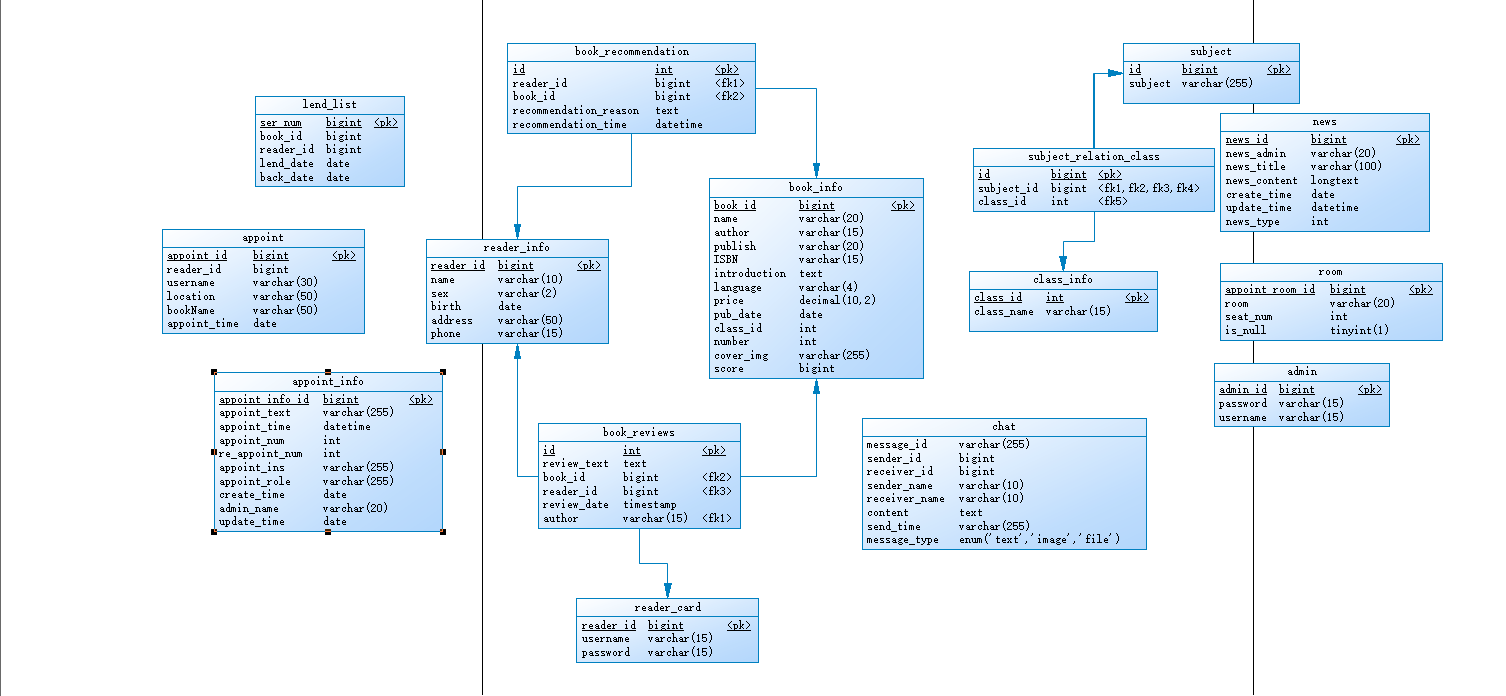 lend_list
ser_num bigint <pk>
book_id bigint
reader_id bigint
lend_date date
back_date date
appoint
appoint_id bigint <pk>
reader_id bigint
username varchar(30)
location varchar(50)
bookName varchar(50)
appoint_time date
appoint_info
appoint_info_id bigint <pk>
appoint_text varchar(255)
appoint_time datetime
appoint_num int
re_appoint_num int
appoint_ins varchar(255)
appoint_role varchar(255)
create_time date
admin_name varchar(20)
update_time date
book_recommendation
id int <pk>
reader_id bigint <fk1>
book_id bigint <fk2>
recommendation_reason text
recommendation_time datetime
reader_info
reader_id bigint <pk>
name varchar(10)
sex varchar(2)
birth date
address varchar(50)
phone varchar(15)
book_info
book_id bigint <pk>
name varchar(20)
author varchar(15)
publish varchar(20)
ISBN varchar(15)
introduction text
language varchar(4)
price decimal(10,2)
pub_date date
class_id int
number int
cover_img varchar(255)
score bigint
book_reviews
id int <pk>
review_text text
book_id bigint <fk2>
reader_id bigint <fk3>
review_date timestamp
author varchar(15) <fk1>
reader_card
reader_id bigint <pk>
username varchar(15)
password varchar(15)
subject
id bigint <pk>
subject varchar(255)
subject_relation_class
id bigint <pk>
subject_id bigint <fk1,fk2,fk3,fk4>
class_id int <fk5>
class_info
class_id int <pk>
class_name varchar(15)
chat
message_id varchar(255)
sender_id bigint
receiver_id bigint
sender_name varchar(10)
receiver_name varchar(10)
content text
send_time varchar(255)
message_type enum('text','image','file')
news
news_id bigint <pk>
news_admin varchar(20)
news_title varchar(100)
news_content longtext
create_time date
update_time datetime
news_type int
room
appoint_room_id bigint <pk>
room varchar(20)
seat_num int
is_null tinyint(1)
admin
admin_id bigint <pk>
password varchar(15)
username varchar(15)